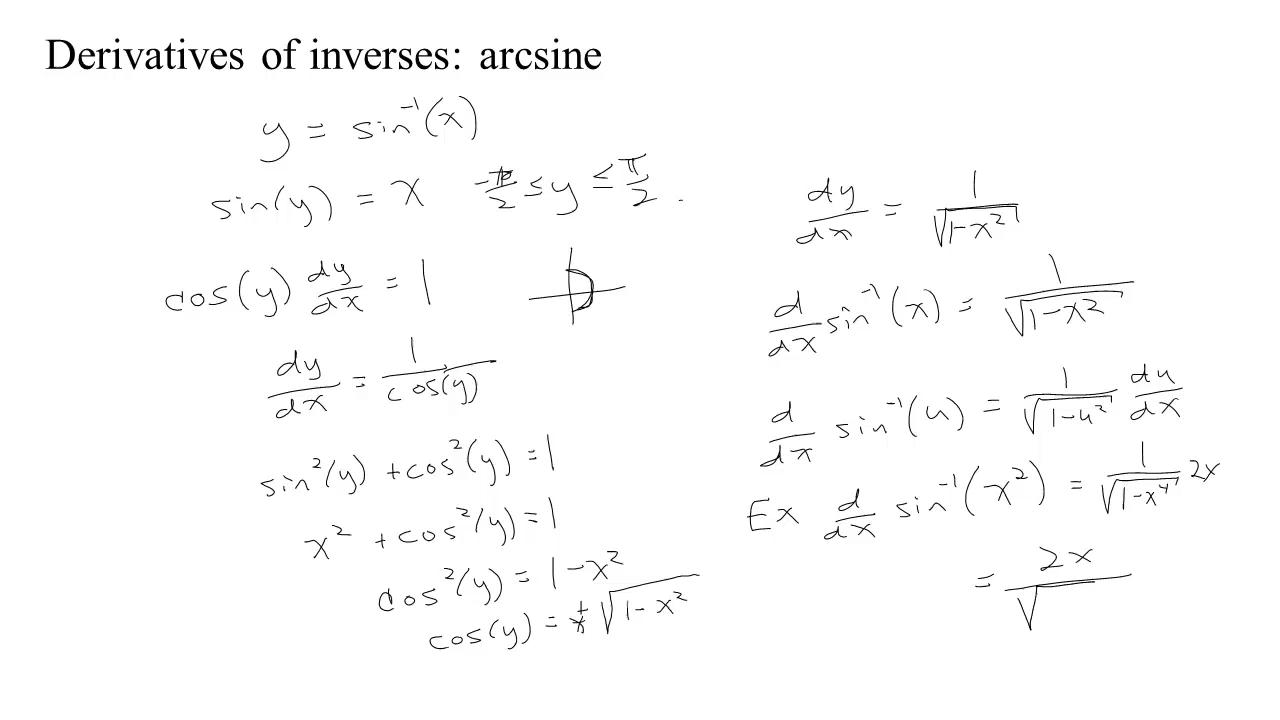 Derivatives of inverses: arcsine
y = sin⁻¹(x)
sin(y) = x   -π/2 ≤ y ≤ π/2.
cos(y) dy/dx = 1
dy/dx = 1/cos(y)
sin²(y) + cos²(y) = 1
x² + cos²(y) = 1
cos²(y) = 1 - x²
cos(y) = + √(1 - x²)
dy/dx = 1/√(1-x²)
d/dx sin⁻¹(x) = 1/√(1-x²)
d/dx sin⁻¹(u) = 1/√(1-u²) du/dx
Ex d/dx sin⁻¹(x²) = 1/√(1-x⁴) 2x
= 2x/√